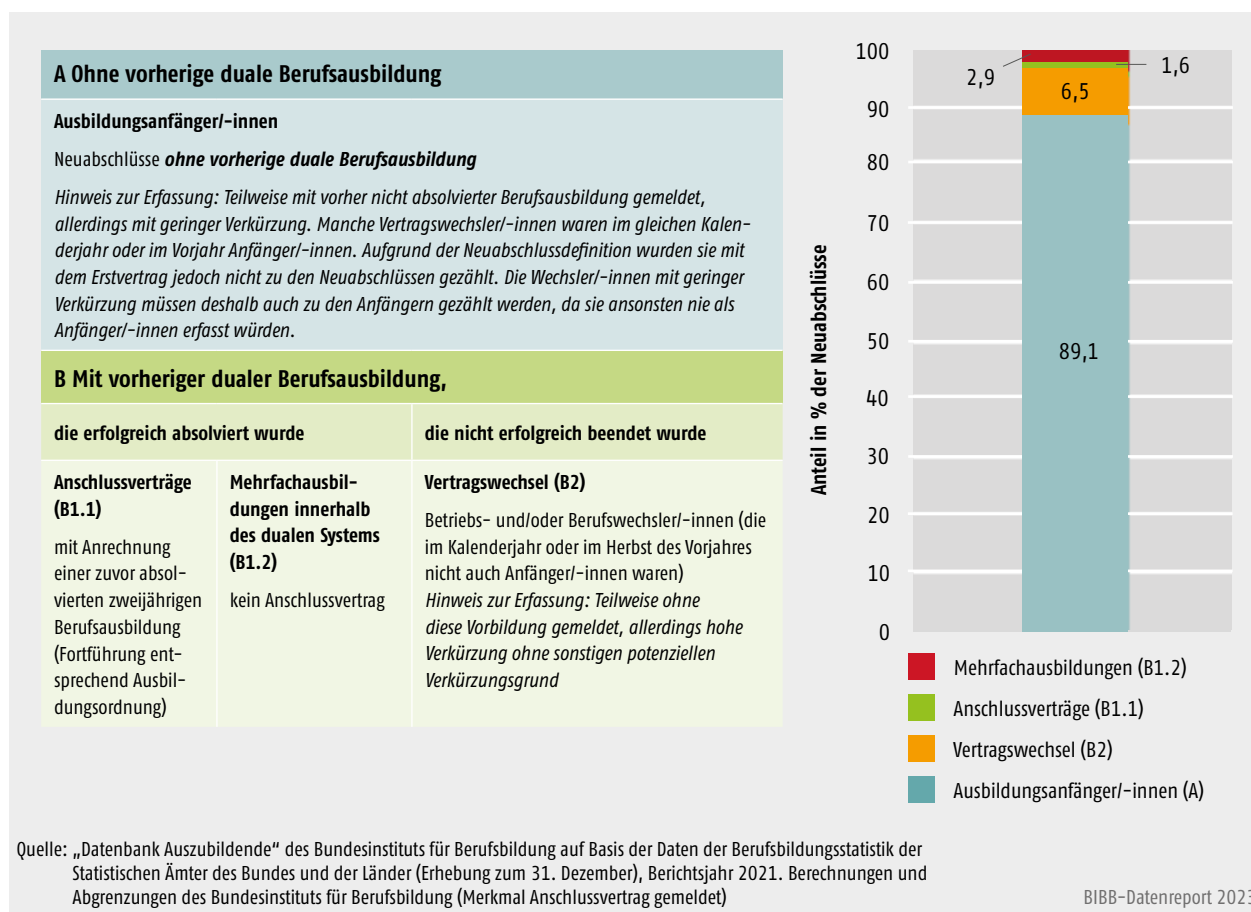 A Ohne vorherige duale Berufsausbildung
Ausbildungsanfänger/-innen
Neuabschlüsse ohne vorherige duale Berufsausbildung
Hinweis zur Erfassung: Teilweise mit vorher nicht absolvierter Berufsausbildung gemeldet,
allerdings mit geringer Verkürzung. Manche Vertragswechsler/-innen waren im gleichen Kalen-
derjahr oder im Vorjahr Anfänger/-innen. Aufgrund der Neuabschlussdefinition wurden sie mit
dem Erstvertrag jedoch nicht zu den Neuabschlüssen gezählt. Die Wechsler/-innen mit geringer
Verkürzung müssen deshalb auch zu den Anfängern gezählt werden, da sie ansonsten nie als
Anfänger/-innen erfasst würden.
B Mit vorheriger dualer Berufsausbildung,
die erfolgreich absolviert wurde
die nicht erfolgreich beendet wurde
Anschlussverträge
(B1.1)
mit Anrechnung
einer zuvor absol-
vierten zweijährigen
Berufsausbildung
(Fortführung ent-
sprechend Ausbil-
dungsordnung)
Mehrfachausbil-
dungen innerhalb
des dualen Systems
(B1.2)
kein Anschlussvertrag
Vertragswechsel (B2)
Betriebs- und/oder Berufswechsler/-innen (die
im Kalenderjahr oder im Herbst des Vorjahres
nicht auch Anfänger/-innen waren)
Hinweis zur Erfassung: Teilweise ohne
diese Vorbildung gemeldet, allerdings hohe
Verkürzung ohne sonstigen potenziellen
Verkürzungsgrund
Anteil in % der Neuabschlüsse
100
90
80
70
60
50
40
30
20
10
0
2,9
1,6
6,5
89,1
Mehrfachausbildungen (B1.2)
Anschlussverträge (B1.1)
Vertragswechsel (B2)
Ausbildungsanfänger/-innen (A)
Quelle: „Datenbank Auszubildende“ des Bundesinstituts für Berufsbildung auf Basis der Daten der Berufsbildungsstatistik der
Statistischen Ämter des Bundes und der Länder (Erhebung zum 31. Dezember), Berichtsjahr 2021. Berechnungen und
Abgrenzungen des Bundesinstituts für Berufsbildung (Merkmal Anschlussvertrag gemeldet)
BIBB-Datenreport 2023